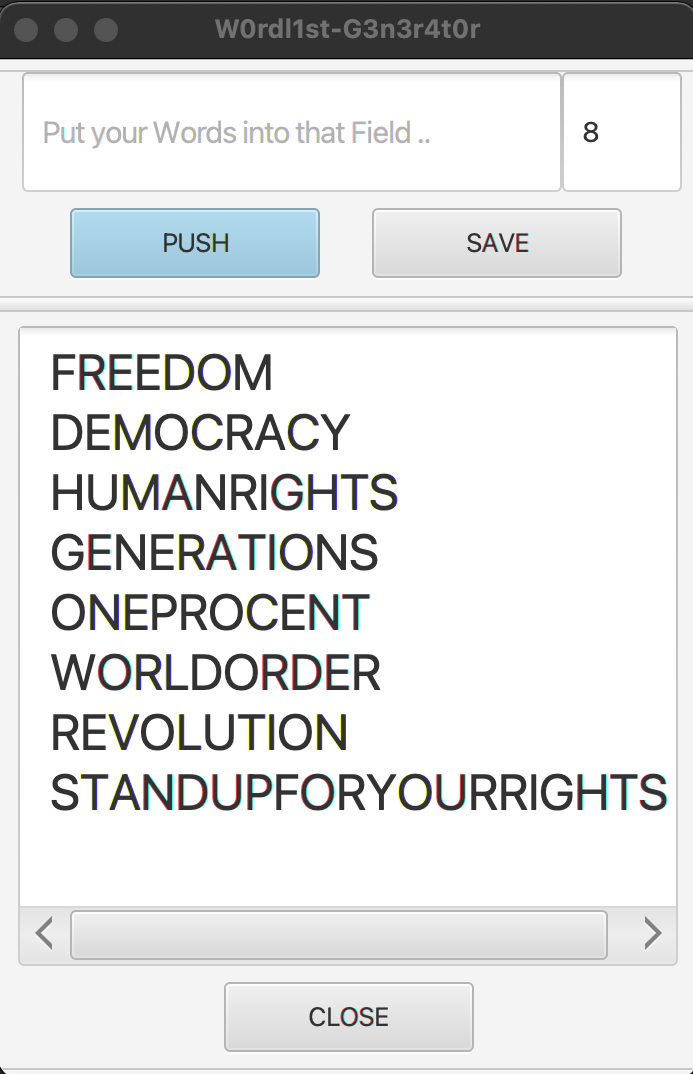 W0rdl1st-G3n3r4t0r
Put your Words into that Field ..
8
PUSH
SAVE
FREEDOM
DEMOCRACY
HUMANRIGHTS
GENERATIONS
ONEPROCENT
WORLDORDER
REVOLUTION
STANDUPFORYOURRIGHTS
CLOSE